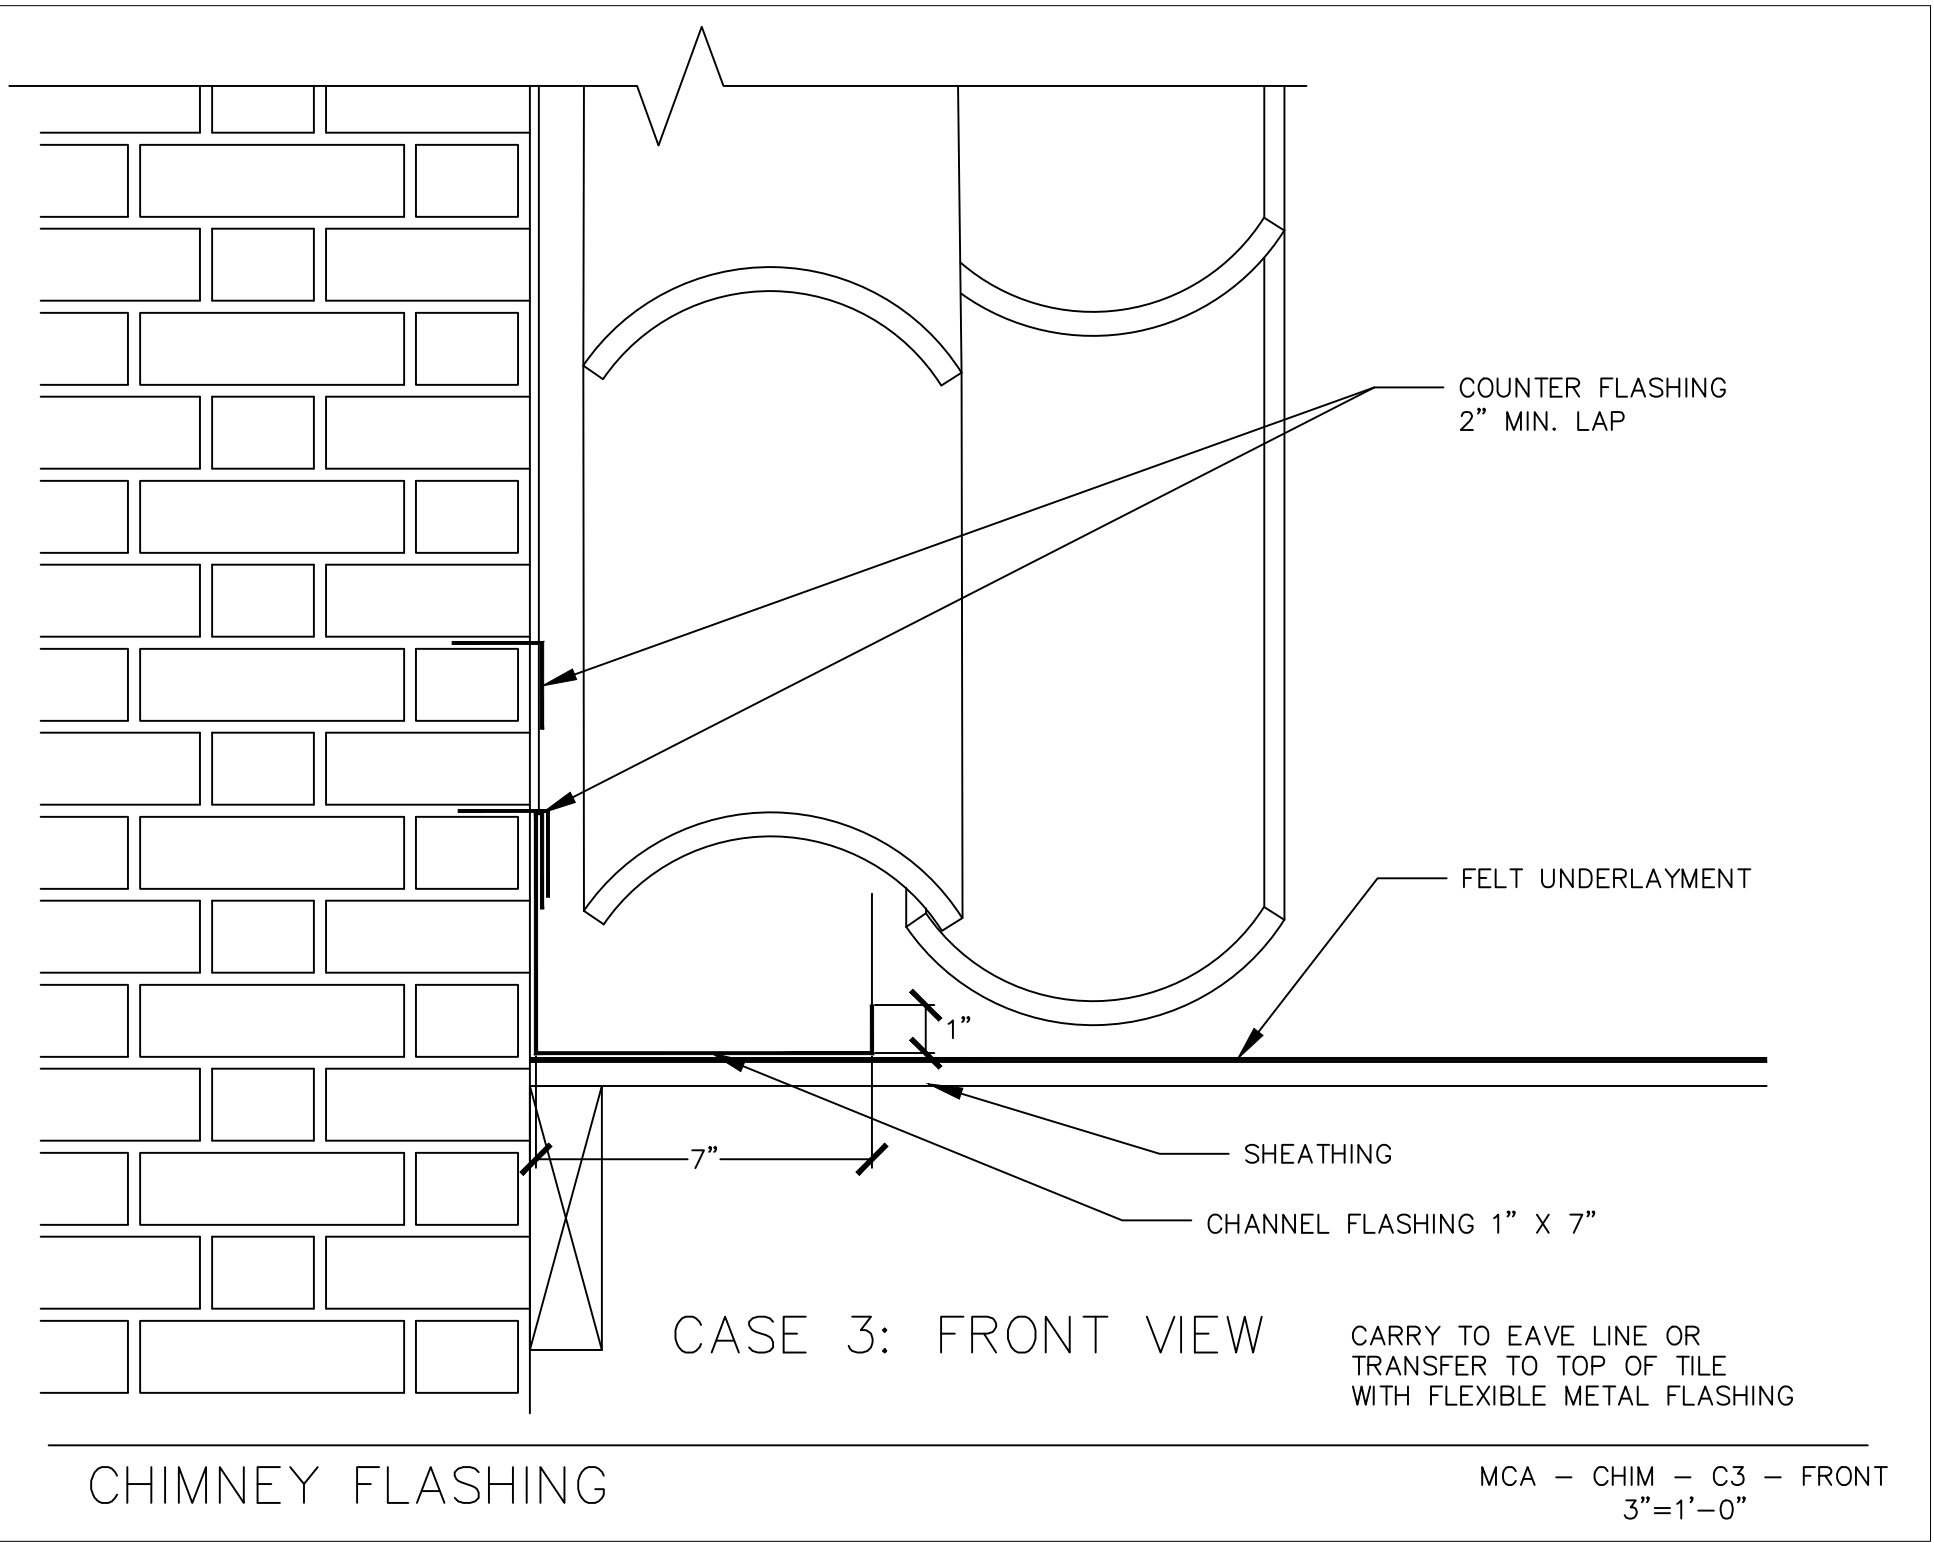 COUNTER FLASHING
2” MIN. LAP
FELT UNDERLAYMENT
1”
7”
SHEATHING
CHANNEL FLASHING 1” X 7”
CASE 3: FRONT VIEW
CARRY TO EAVE LINE OR
TRANSFER TO TOP OF TILE
WITH FLEXIBLE METAL FLASHING
CHIMNEY FLASHING
MCA – CHIM – C3 – FRONT
3”=1’–0”